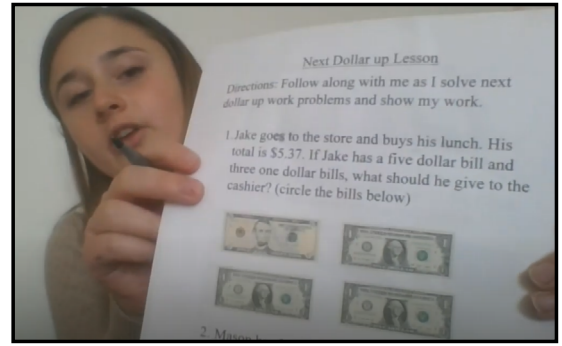 Next Dollar up Lesson
Directions: Follow along with me as I solve next
dollar up work problems and show my work.
1. Jake goes to the store and buys his lunch. His
total is $5.37. If Jake has a five dollar bill and
three one dollar bills, what should he give to the
cashier? (circle the bills below)
2. Mason